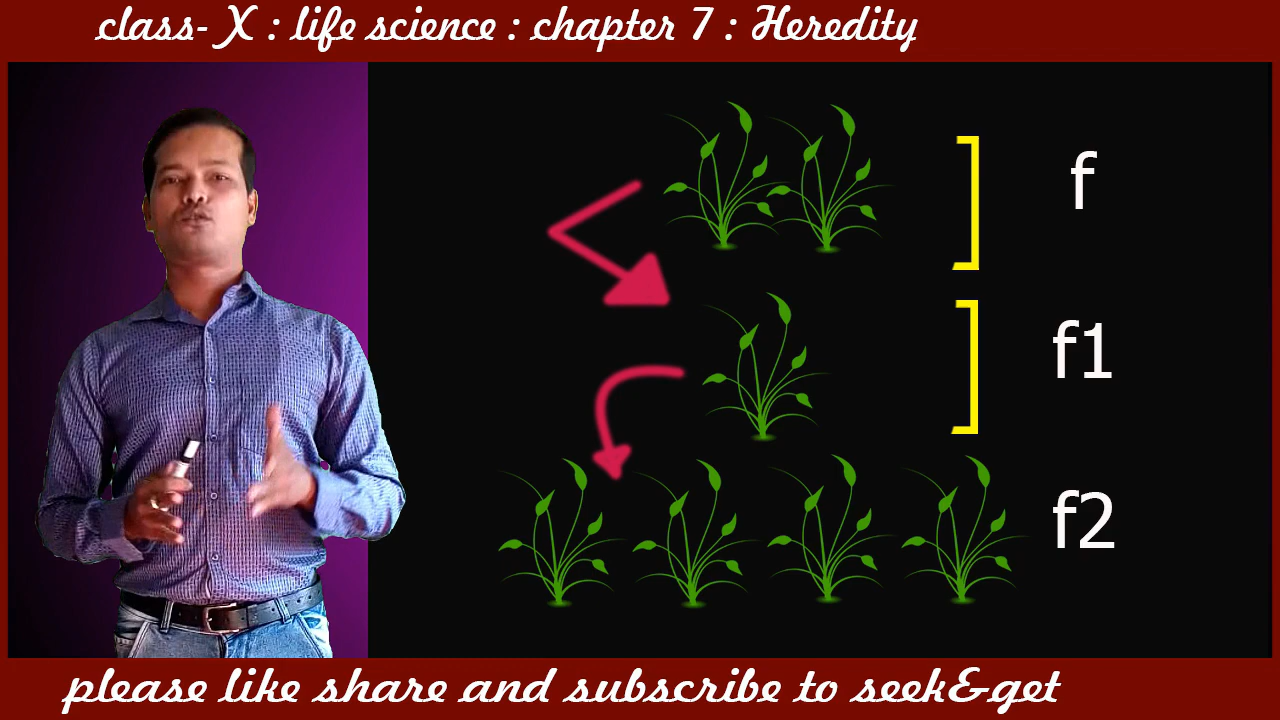 class-X : life science : chapter 7 : Heredity
f
f1
f2
please like share and subscribe to seek&get